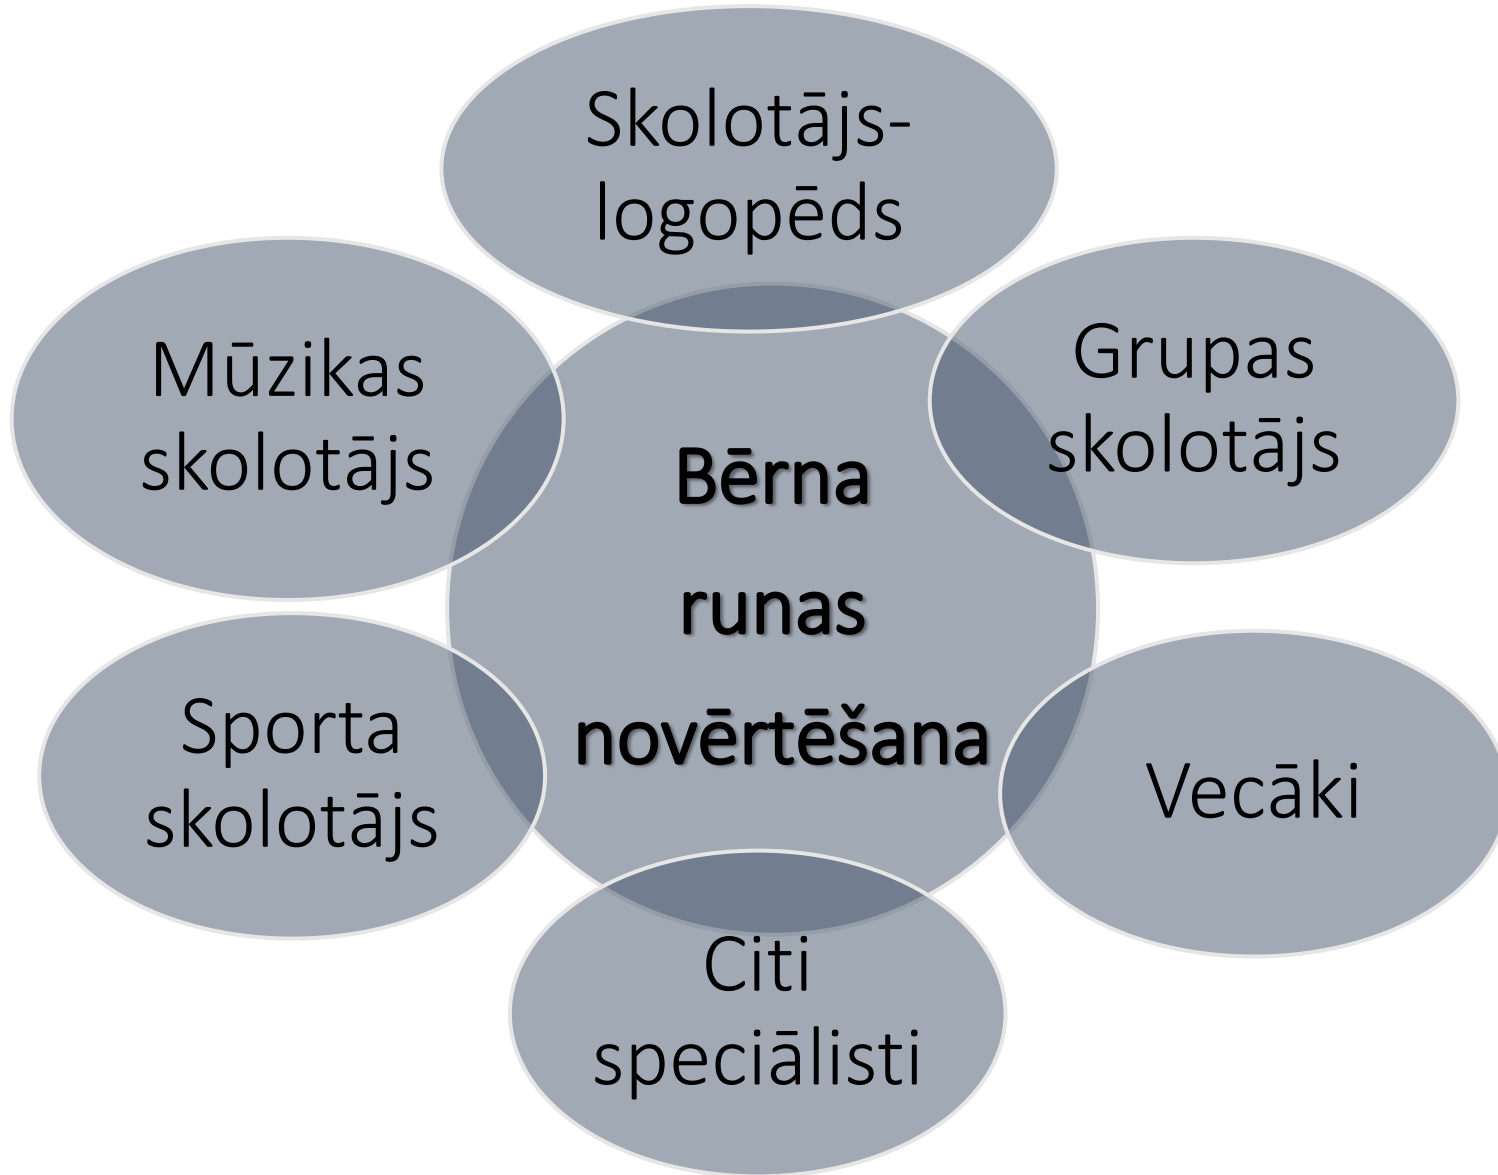 Skolotājs-
logopēds
Grupas
skolotājs
Mūzikas
skolotājs
Bērna
runas
novērtēšana
Sporta
skolotājs
Vecāki
Citi
speciālisti